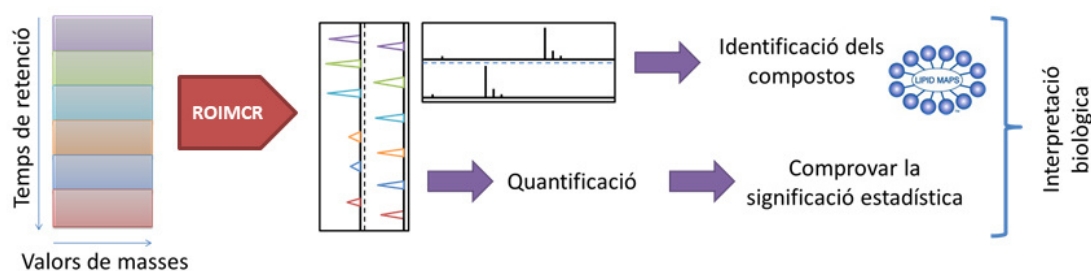 Temps de retenció
Valors de masses
ROIMCR
Identificació dels
compostos
LIPID MAPS
Quantificació
Comprovar la
significació estadística
Interpretació
biològica